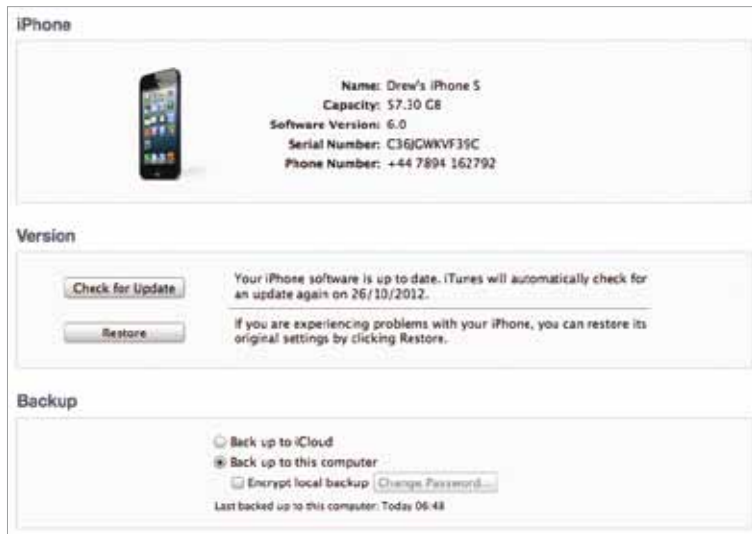 iPhone
Name: Drew's iPhone 5
Capacity: 57.30 GB
Software Version: 6.0
Serial Number: C36JGWKVF39C
Phone Number: +44 7894 162792
Version
Check for Update
Your iPhone software is up to date. iTunes will automatically check for
an update again on 26/10/2012.
Restore
If you are experiencing problems with your iPhone, you can restore its
original settings by clicking Restore.
Backup
Back up to iCloud
Back up to this computer
Encrypt local backup Change Password...
Last backed up to this computer: Today 06:48